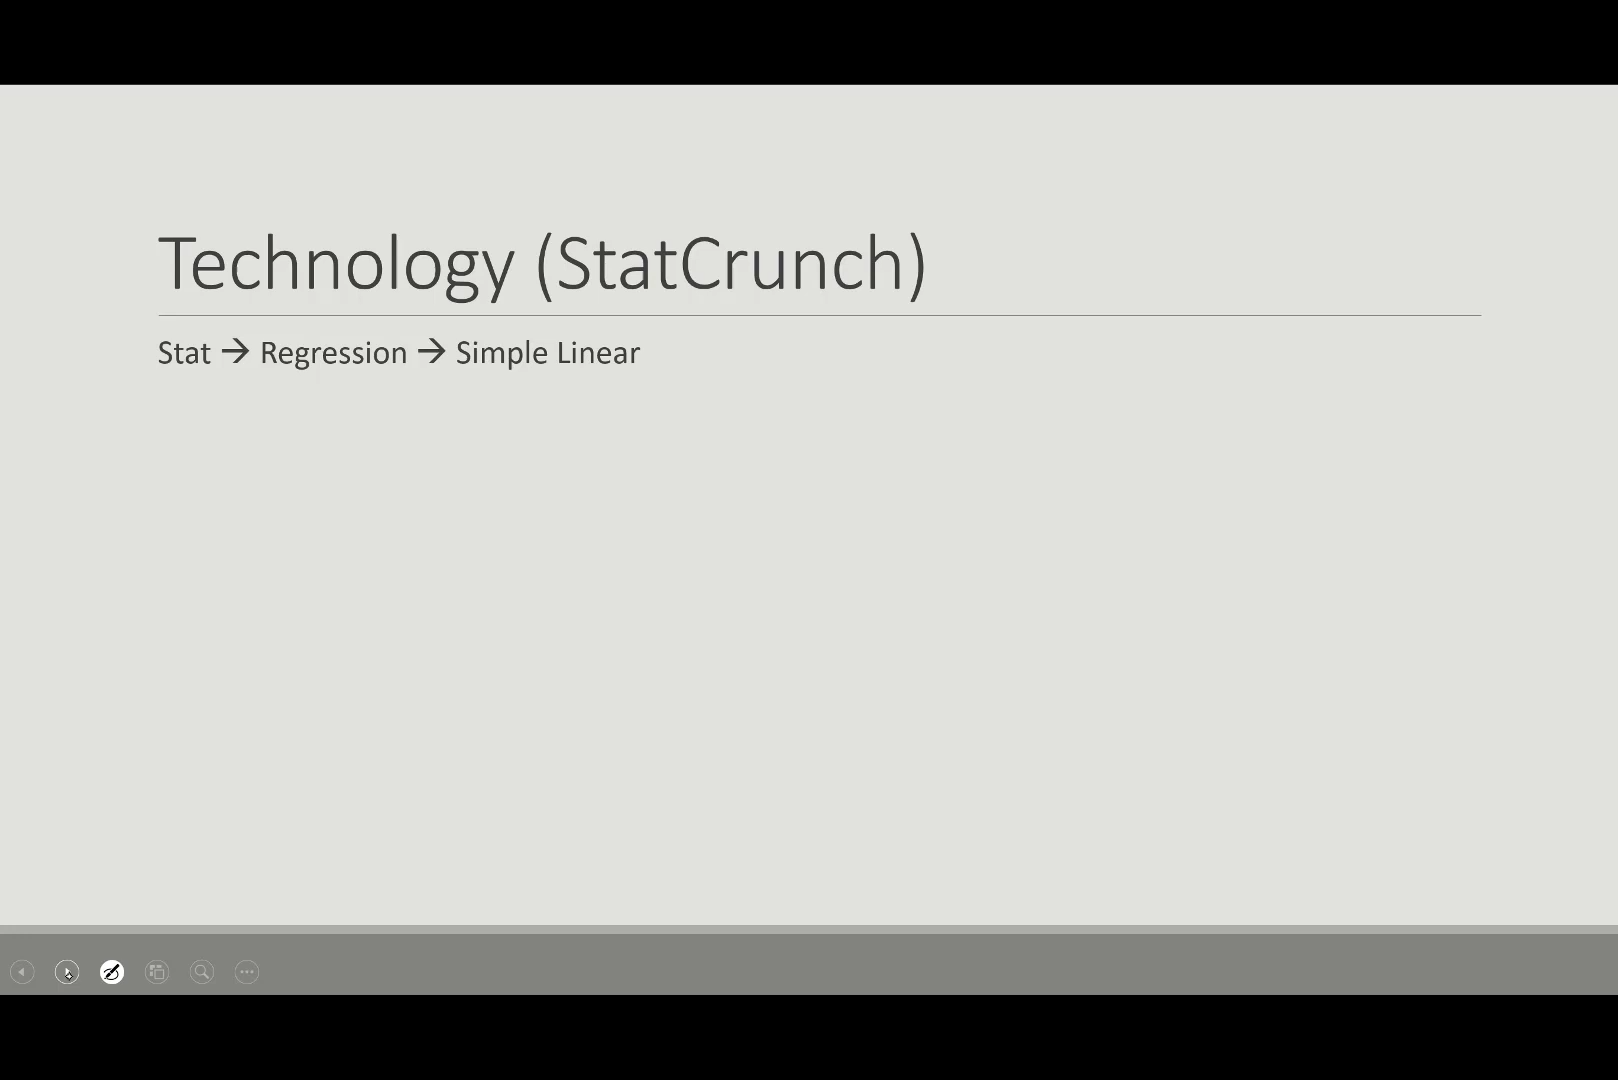 Technology (StatCrunch)
Stat → Regression → Simple Linear